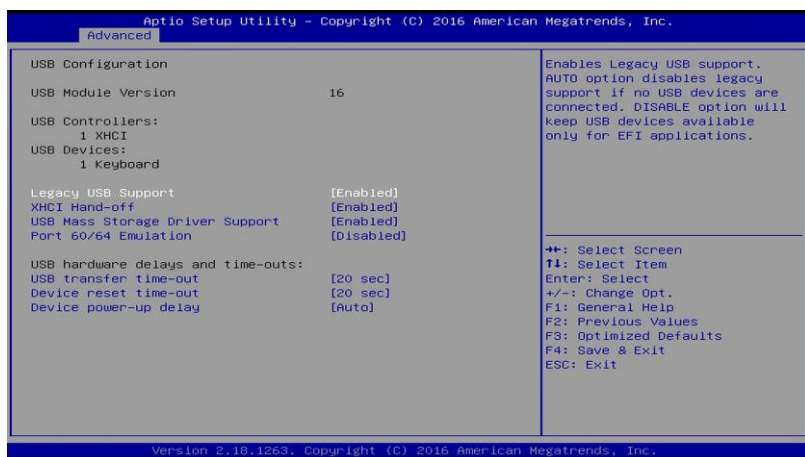 Aptio Setup Utility – Copyright (C) 2016 American Megatrends, Inc.
Advanced
USB Configuration
USB Module Version 16
USB Controllers:
1 XHCI
USB Devices:
1 Keyboard
Legacy USB Support [Enabled]
XHCI Hand-off [Enabled]
USB Mass Storage Driver Support [Enabled]
Port 60/64 Emulation [Disabled]
USB hardware delays and time-outs:
USB transfer time-out [20 sec]
Device reset time-out [20 sec]
Device power-up delay [Auto]
Enables Legacy USB support.
AUTO option disables legacy
support if no USB devices are
connected. DISABLE option will
keep USB devices available
only for EFI applications.
→←: Select Screen
↑↓: Select Item
Enter: Select
+/-: Change Opt.
F1: General Help
F2: Previous Values
F3: Optimized Defaults
F4: Save & Exit
ESC: Exit
Version 2.18.1263. Copyright (C) 2016 American Megatrends, Inc.